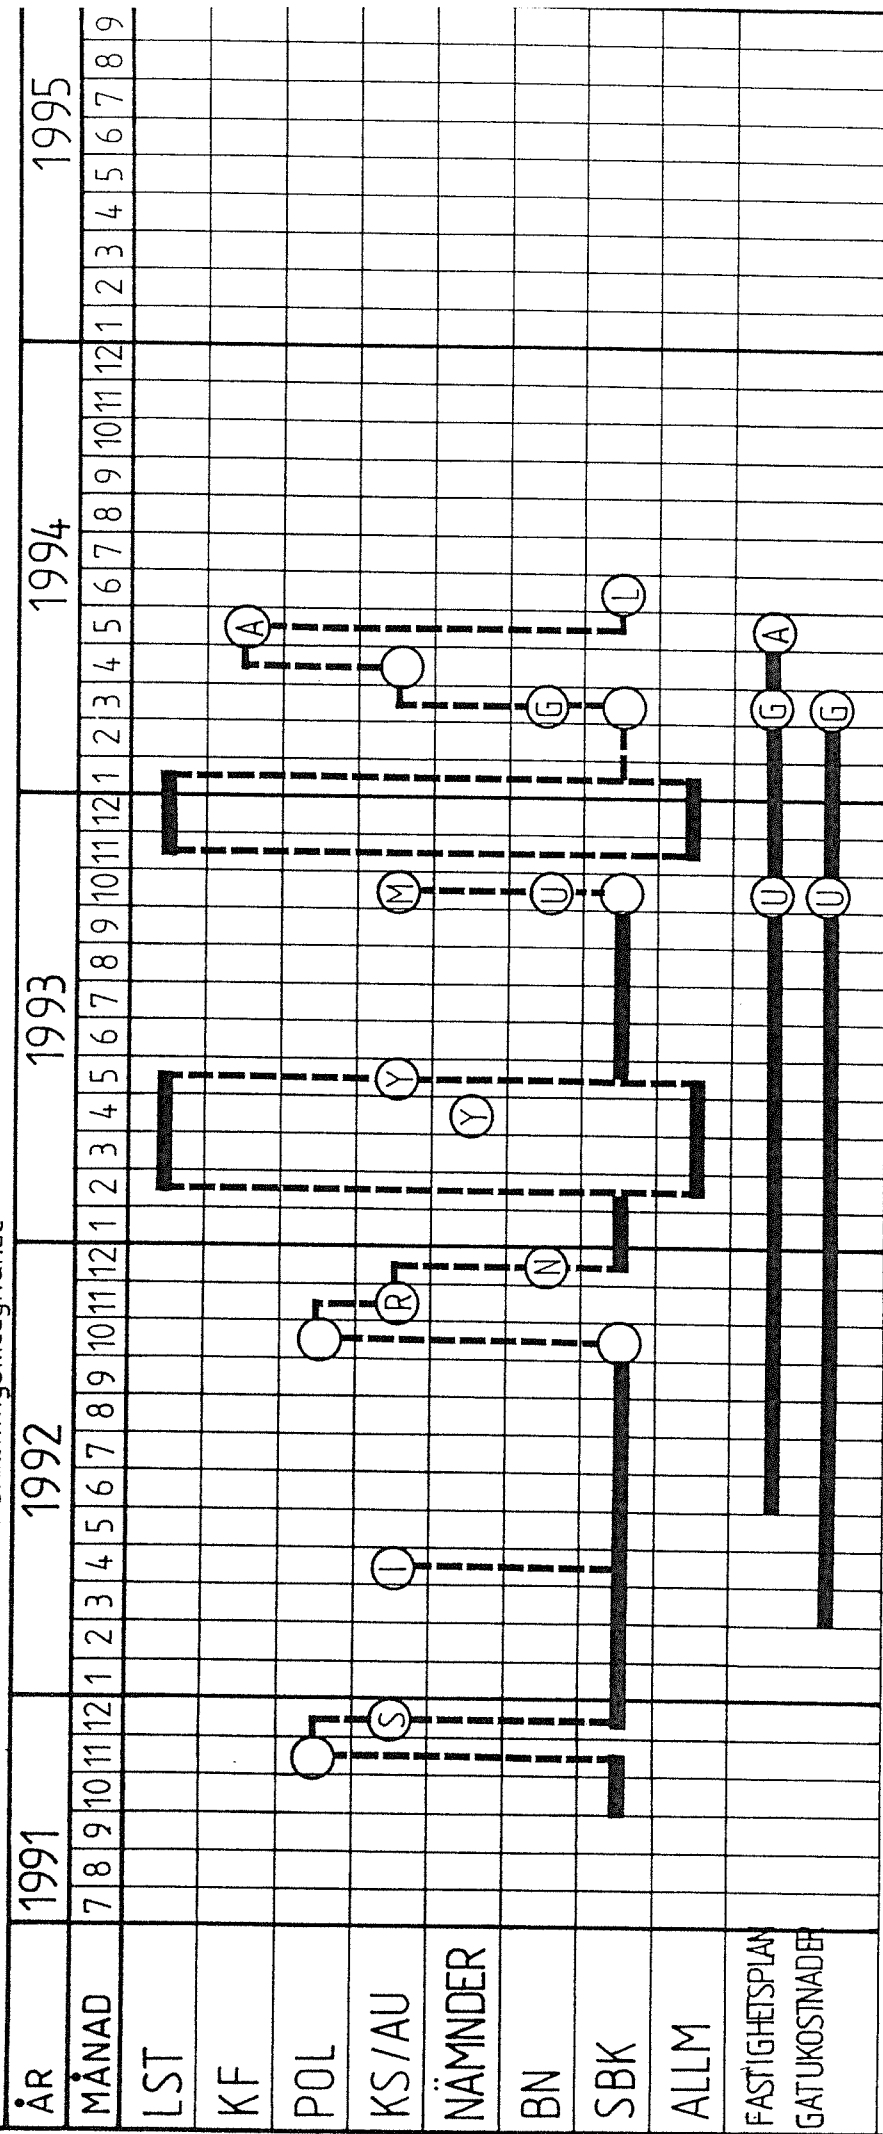 ÅR 1991 1992 1993 1994 1995
MÅNAD 7 8 9 10 11 12 1 2 3 4 5 6 7 8 9 10 11 12 1 2 3 4 5 6 7 8 9 10 11 12 1 2 3 4 5 6 7 8 9 10 11 12 1 2 3 4 5 6 7 8 9
LST
KF A
POL
KS/AU S I R Y M
NÄMNDER Y
BN N U G
SBK L
ALLM
FASTIGHETSPLAN U G A
GATUKOSTNADER U G